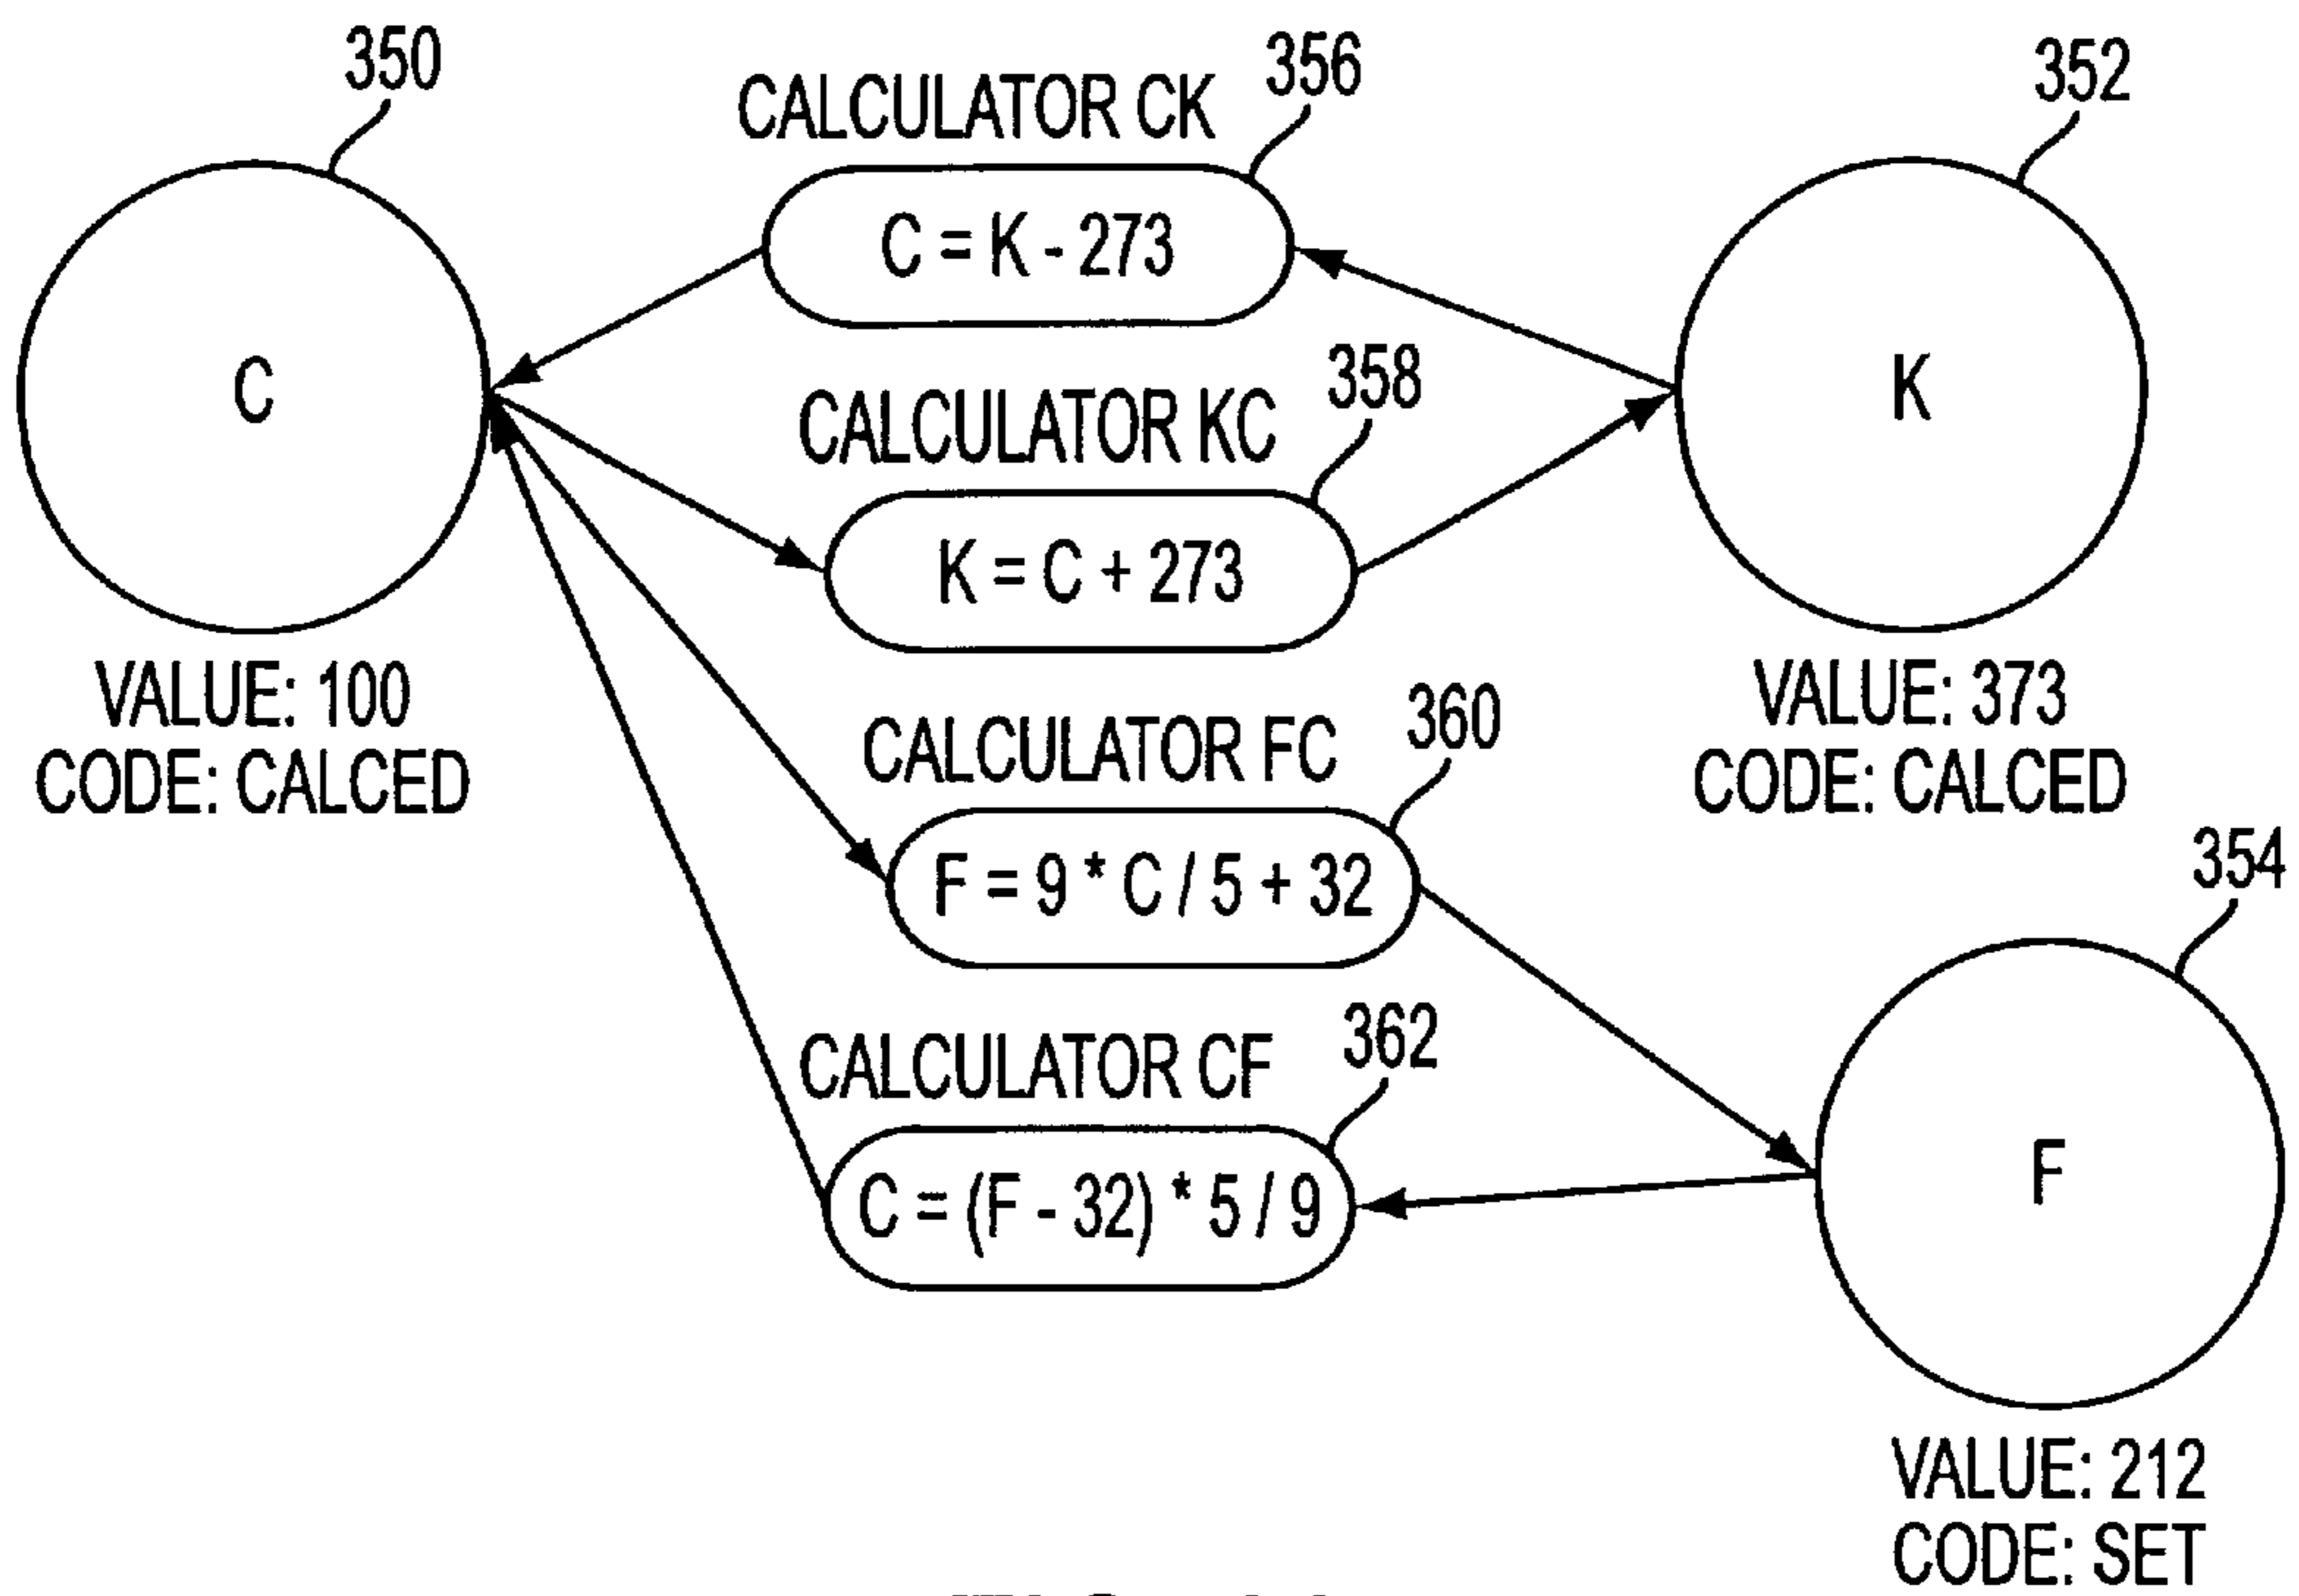 350
356
352
CALCULATOR CK
C = K - 273
C
K
358
CALCULATOR KC
K = C + 273
VALUE: 100
CODE: CALCED
VALUE: 373
CODE: CALCED
360
CALCULATOR FC
F = 9 * C / 5 + 32
354
362
CALCULATOR CF
C = (F - 32) * 5 / 9
F
VALUE: 212
CODE: SET